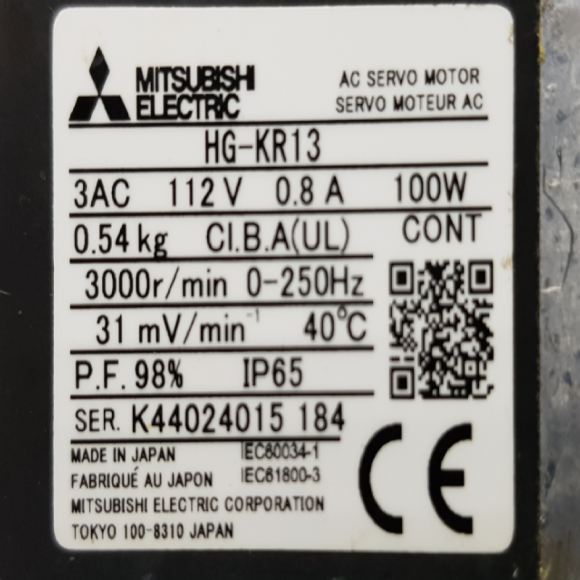 MITSUBISHI ELECTRIC
AC SERVO MOTOR
SERVO MOTEUR AC
HG-KR13
3AC 112 V 0.8 A 100W
0.54 kg CI.B.A(UL) CONT
3000r/min 0-250Hz
31 mV/min⁻¹ 40℃
P.F. 98% IP65
SER. K44024015 184
MADE IN JAPAN IEC60034-1
FABRIQUÉ AU JAPON IEC61800-3
MITSUBISHI ELECTRIC CORPORATION
TOKYO 100-8310 JAPAN
CE